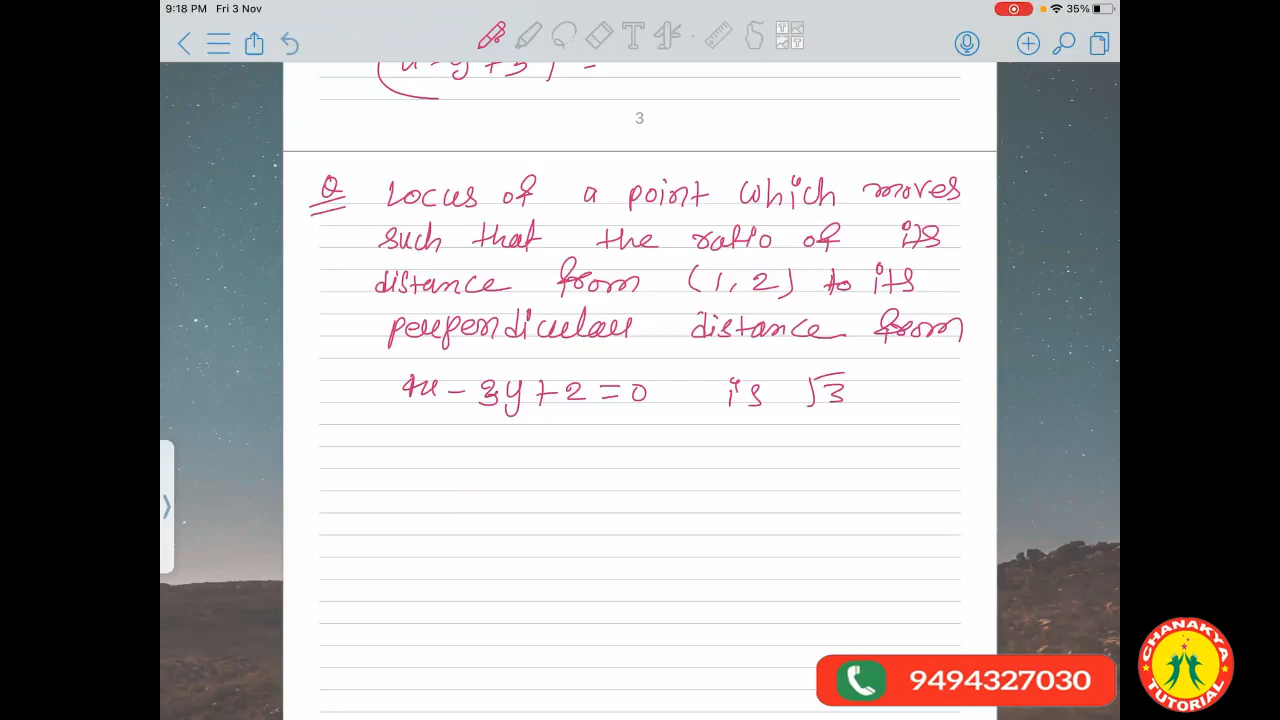 9:18 PM Fri 3 Nov
35%
3
Q Locus of a point which moves
such that the ratio of its
distance from (1, 2) to its
perpendicular distance from
4x - 3y + 2 = 0 is √3
9494327030
CHANAKYA
TUTORIAL